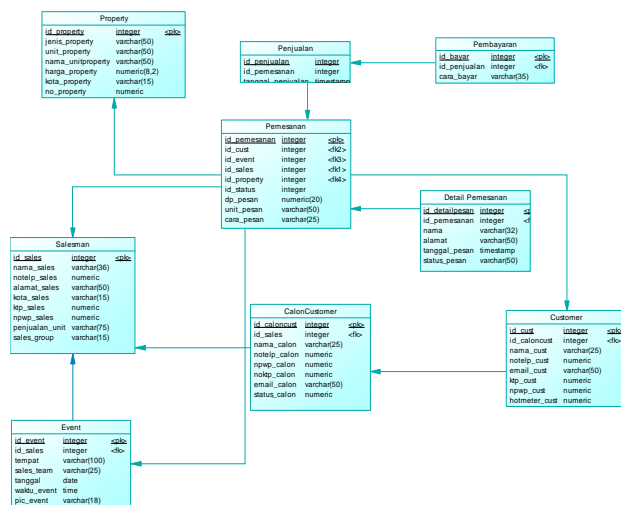 Property
id_property integer <pk>
jenis_property varchar(50)
unit_property varchar(50)
nama_unitproperty varchar(50)
harga_property numeric(8,2)
kota_property varchar(15)
no_property numeric
Penjualan
id_penjualan integer
id_pemesanan integer
tanggal_penjualan timestamp
Pembayaran
id_bayar integer <pk>
id_penjualan integer <fk>
cara_bayar varchar(35)
Pemesanan
id_pemesanan integer <pk>
id_cust integer <fk2>
id_event integer <fk3>
id_sales integer <fk1>
id_property integer <fk4>
id_status integer
dp_pesan numeric(20)
unit_pesan varchar(50)
cara_pesan varchar(25)
Detail Pemesanan
id_detailpesan integer
id_pemesanan integer
nama varchar(32)
alamat varchar(50)
tanggal_pesan timestamp
status_pesan varchar(50)
Salesman
id_sales integer <pk>
nama_sales varchar(36)
notelp_sales numeric
alamat_sales varchar(50)
kota_sales varchar(15)
ktp_sales numeric
npwp_sales numeric
penjualan_unit varchar(75)
sales_group varchar(15)
CalonCustomer
id_caloncust integer <pk>
id_sales integer <fk>
nama_calon varchar(25)
notelp_calon numeric
npwp_calon numeric
noktp_calon numeric
email_calon varchar(50)
status_calon numeric
Customer
id_cust integer <pk>
id_caloncust integer <fk>
nama_cust varchar(25)
notelp_cust numeric
email_cust varchar(50)
ktp_cust numeric
npwp_cust numeric
hotmeter_cust numeric
Event
id_event integer <pk>
id_sales integer <fk>
tempat varchar(100)
sales_team varchar(25)
tanggal date
waktu_event time
pic_event varchar(18)